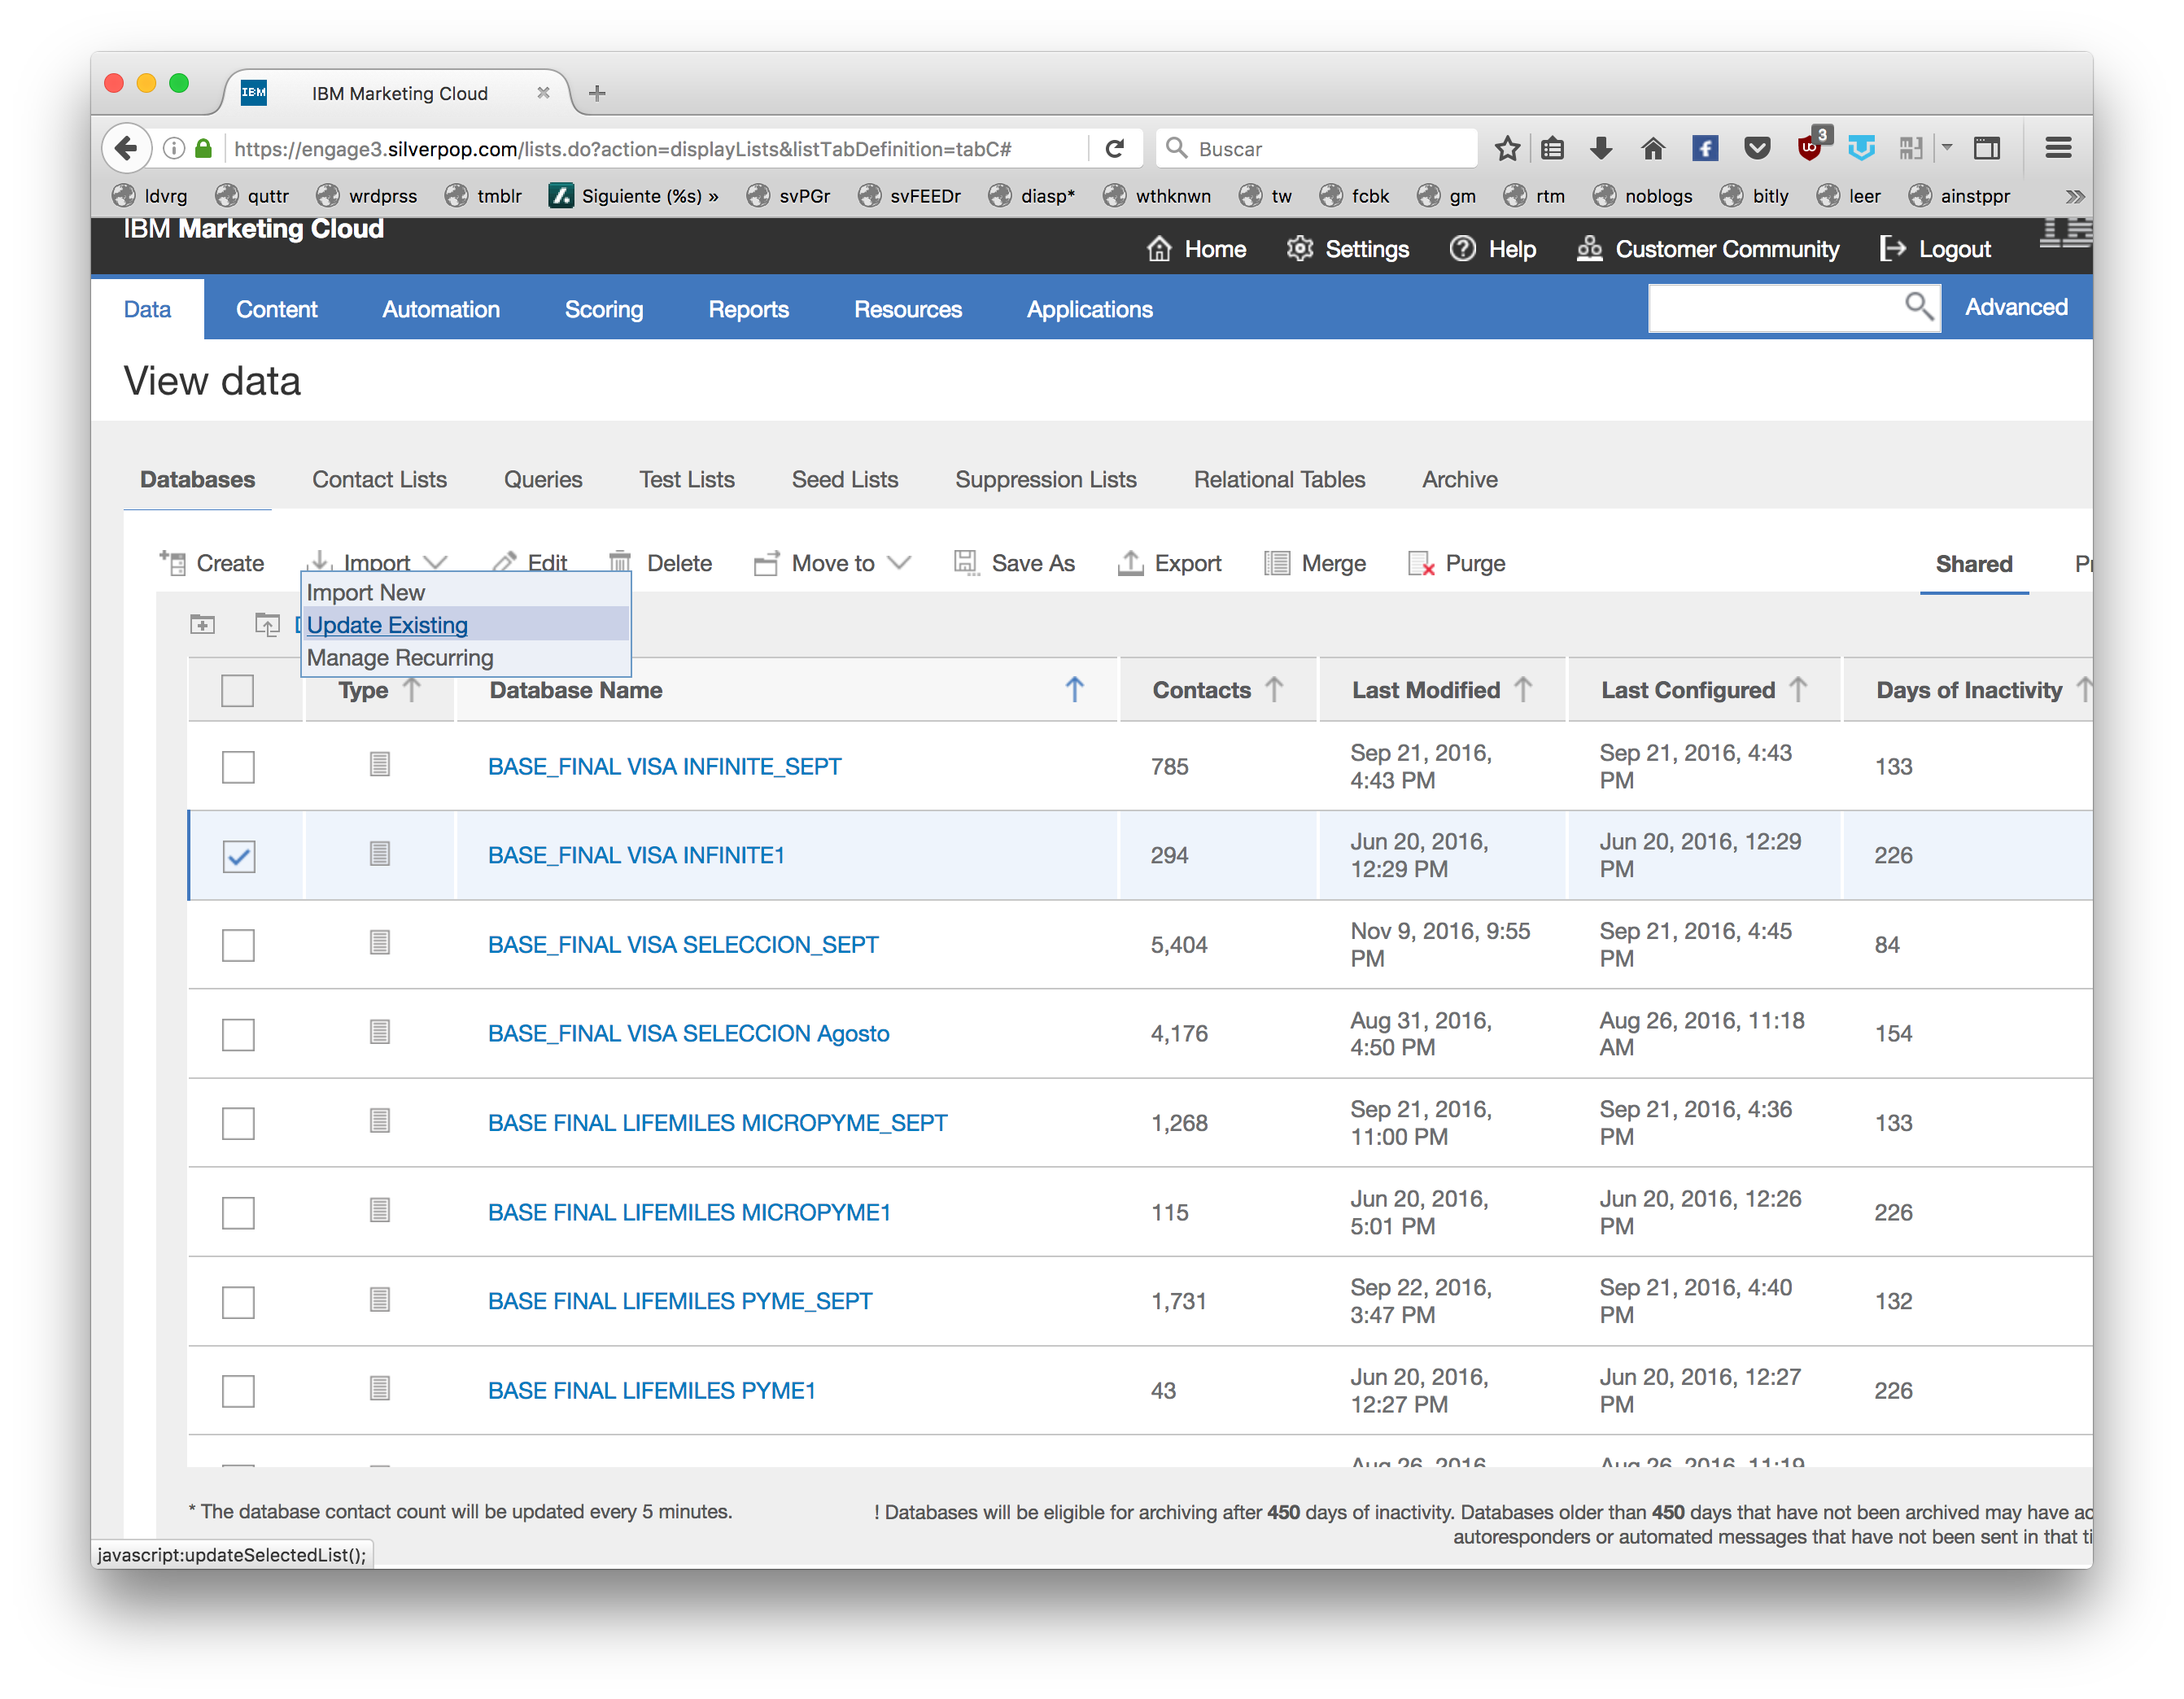 IBM Marketing Cloud
https://engage3.silverpop.com/lists.do?action=displayLists&listTabDefinition=tabC#
Buscar
3
ldvrg quttr wrdprss tmblr Siguiente (%s) » svPGr svFEEDr diasp* wthknwn tw fcbk gm rtm noblogs bitly leer ainstppr
IBM Marketing Cloud
Home Settings Help Customer Community Logout
Data Content Automation Scoring Reports Resources Applications Advanced
View data
Databases Contact Lists Queries Test Lists Seed Lists Suppression Lists Relational Tables Archive
Create Import Edit Delete Move to Save As Export Merge Purge Shared
Import New
Update Existing
Manage Recurring
Type Database Name Contacts Last Modified Last Configured Days of Inactivity
BASE_FINAL VISA INFINITE_SEPT 785 Sep 21, 2016, 4:43 PM Sep 21, 2016, 4:43 PM 133
BASE_FINAL VISA INFINITE1 294 Jun 20, 2016, 12:29 PM Jun 20, 2016, 12:29 PM 226
BASE_FINAL VISA SELECCION_SEPT 5,404 Nov 9, 2016, 9:55 PM Sep 21, 2016, 4:45 PM 84
BASE_FINAL VISA SELECCION Agosto 4,176 Aug 31, 2016, 4:50 PM Aug 26, 2016, 11:18 AM 154
BASE FINAL LIFEMILES MICROPYME_SEPT 1,268 Sep 21, 2016, 11:00 PM Sep 21, 2016, 4:36 PM 133
BASE FINAL LIFEMILES MICROPYME1 115 Jun 20, 2016, 5:01 PM Jun 20, 2016, 12:26 PM 226
BASE FINAL LIFEMILES PYME_SEPT 1,731 Sep 22, 2016, 3:47 PM Sep 21, 2016, 4:40 PM 132
BASE FINAL LIFEMILES PYME1 43 Jun 20, 2016, 12:27 PM Jun 20, 2016, 12:27 PM 226
Aug 26, 2016 Aug 26, 2016, 11:19
* The database contact count will be updated every 5 minutes.
! Databases will be eligible for archiving after 450 days of inactivity. Databases older than 450 days that have not been archived may have
autoresponders or automated messages that have not been sent in that
javascript:updateSelectedList();